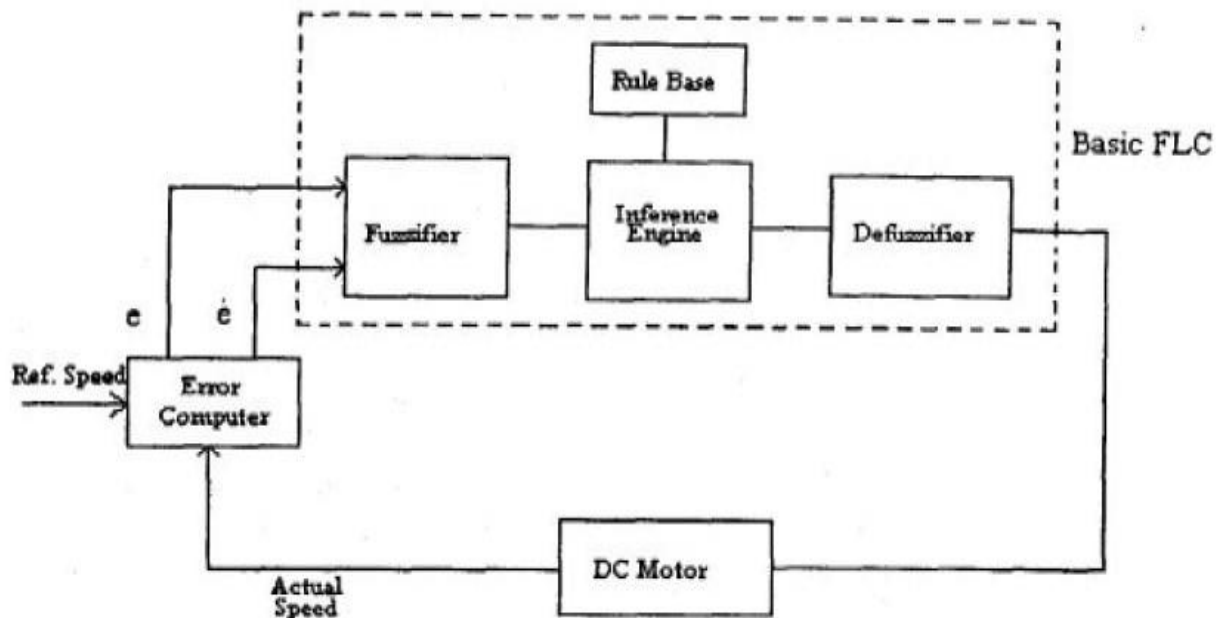 Rule Base
Basic FLC
Fuzzifier
Inference
Engine
Defuzzifier
e
ė
Ref. Speed
Error
Computer
DC Motor
Actual
Speed